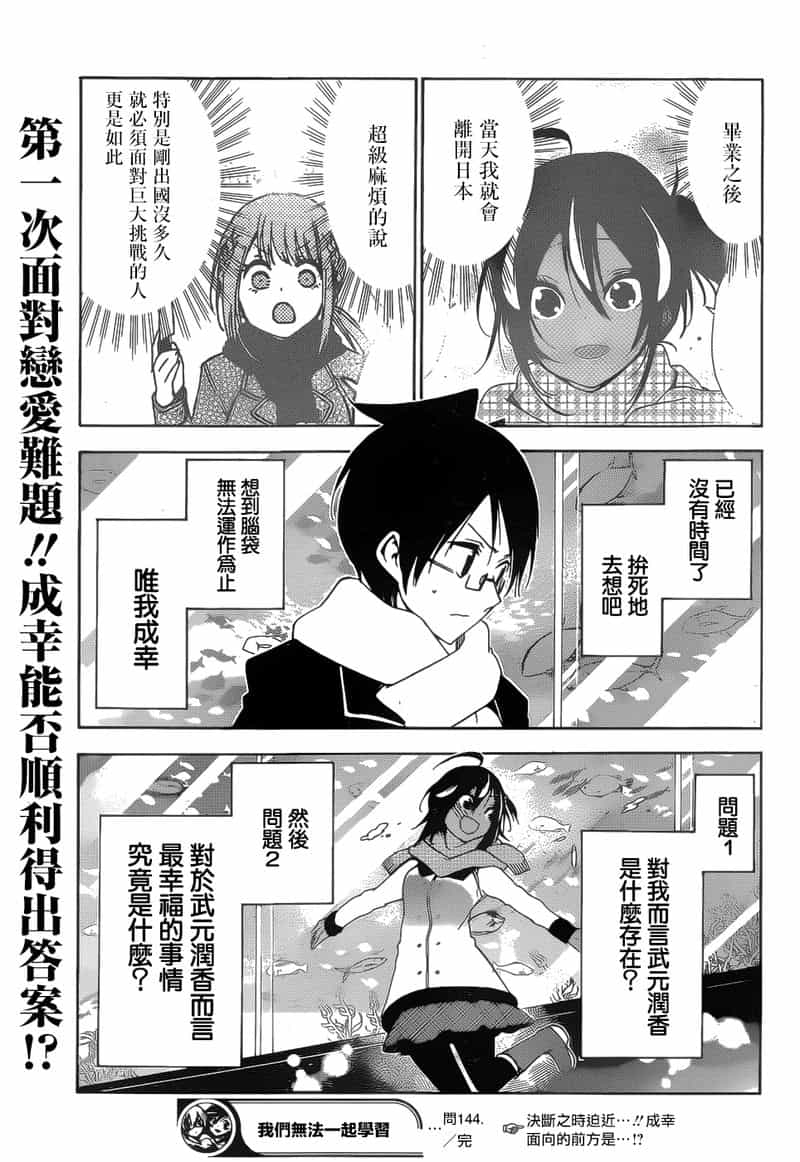 畢業之後
當天我就會
離開日本
超級麻煩的說
特別是剛出國沒多久
就必須面對巨大挑戰的人
更是如此
已經
沒有時間了
拚死地
去想吧
想到腦袋
無法運作為止
唯我成幸
問題1
對我而言武元潤香
是什麼存在?
然後
問題2
對於武元潤香而言
最幸福的事情
究竟是什麼?
第一次面對戀愛難題!!成幸能否順利得出答案!?
我們無法一起學習
…問144.／完
☞決斷之時迫近…!!成幸
面向的前方是…!?